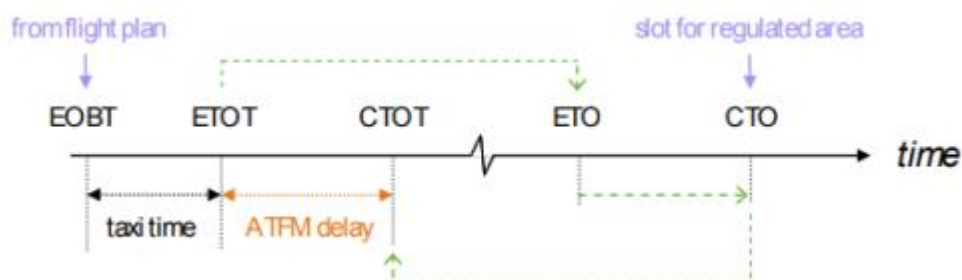 from flight plan
slot for regulated area
EOBT ETOT CTOT ETO CTO
time
taxi time ATFM delay